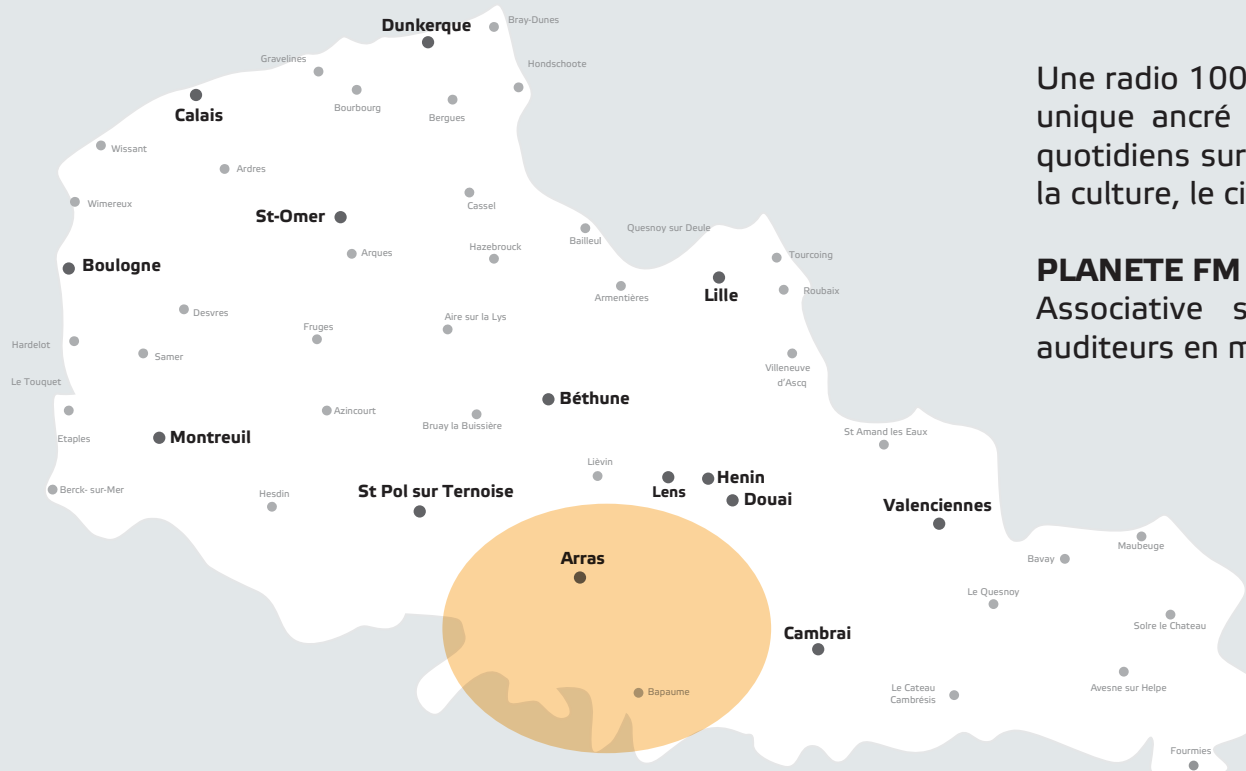 Dunkerque
Bray-Dunes
Gravelines
Hondschoote
Bourbourg
Bergues
Calais
Wissant
Ardres
Wimereux
Cassel
St-Omer
Quesnoy sur Deule
Bailleul
Hazebrouck
Arques
Tourcoing
Boulogne
Armentières
Lille
Roubaix
Desvres
Aire sur la Lys
Fruges
Hardelot
Samer
Villeneuve
d'Ascq
Le Touquet
Béthune
Azincourt
Bruay la Buissière
St Amand les Eaux
Etaples
Montreuil
Liévin
Berck- sur-Mer
Hesdin
St Pol sur Ternoise
Lens
Henin
Douai
Valenciennes
Maubeuge
Bavay
Arras
Le Quesnoy
Solre le Chateau
Cambrai
Bapaume
Le Cateau
Cambrésis
Avesne sur Helpe
Fourmies
Une radio 100
unique ancré
quotidiens sur
la culture, le ci
PLANETE FM
Associative s
auditeurs en m